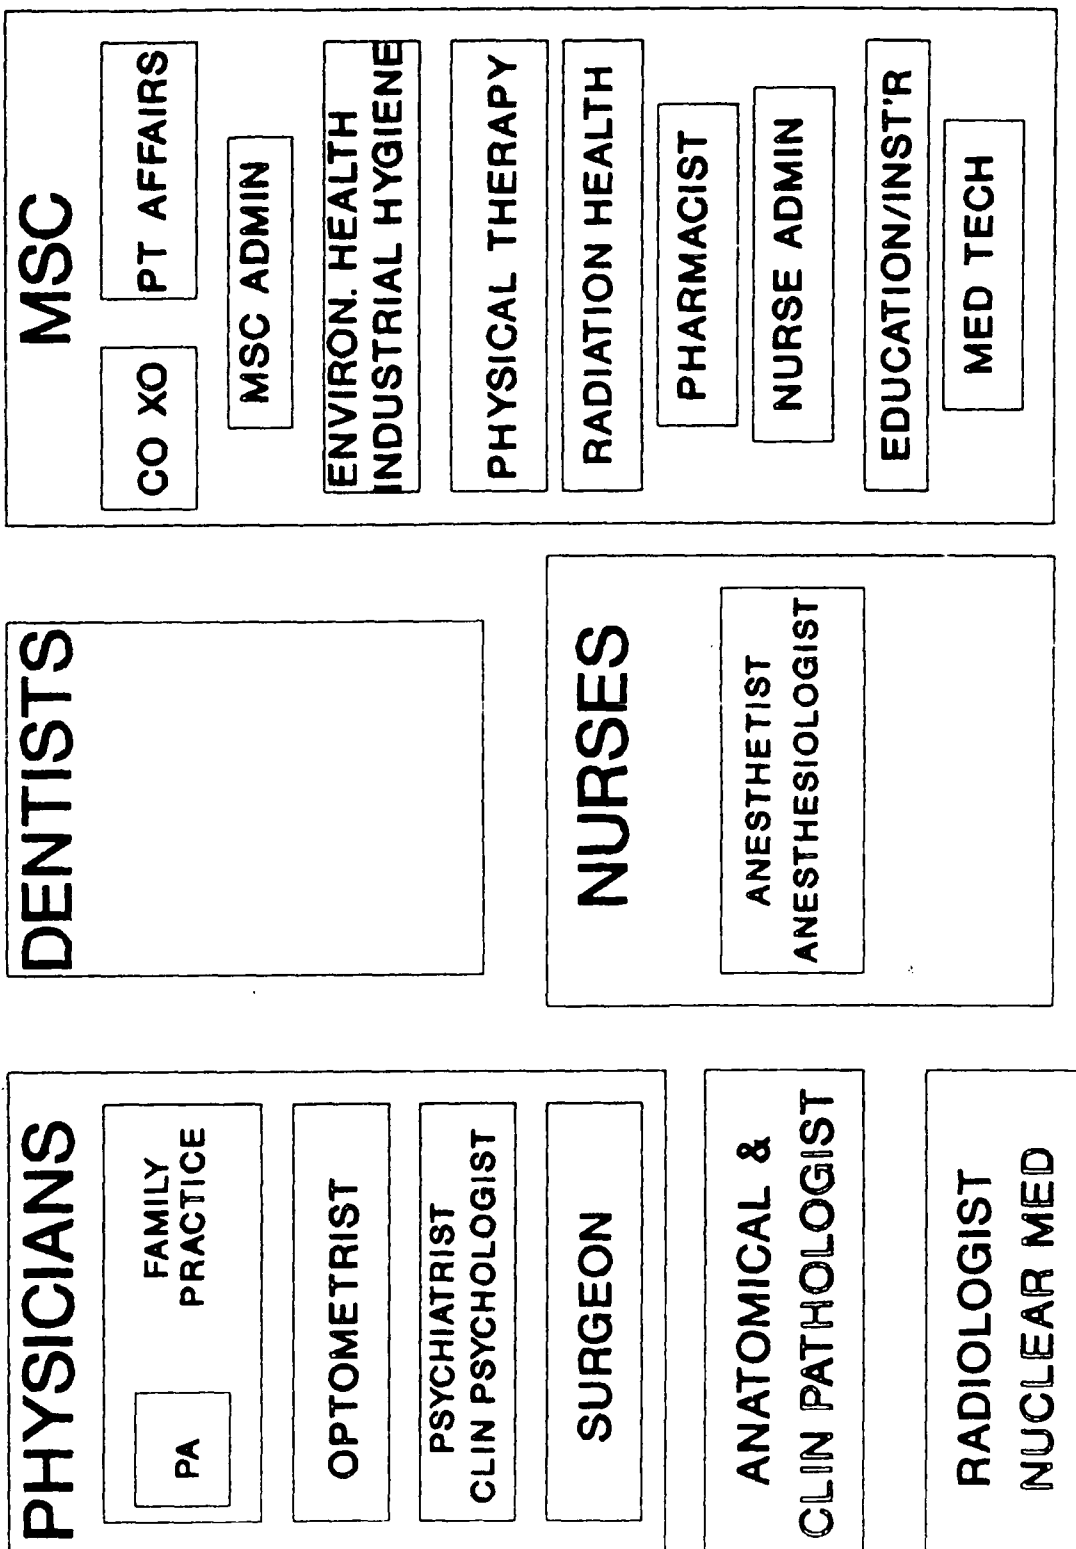 PHYSICIANS
PA
FAMILY
PRACTICE
OPTOMETRIST
PSYCHIATRIST
CLIN PSYCHOLOGIST
SURGEON
ANATOMICAL &
CLIN PATHOLOGIST
RADIOLOGIST
NUCLEAR MED
DENTISTS
NURSES
ANESTHETIST
ANESTHESIOLOGIST
MSC
CO XO
PT AFFAIRS
MSC ADMIN
ENVIRON. HEALTH
INDUSTRIAL HYGIENE
PHYSICAL THERAPY
RADIATION HEALTH
PHARMACIST
NURSE ADMIN
EDUCATION/INST'R
MED TECH